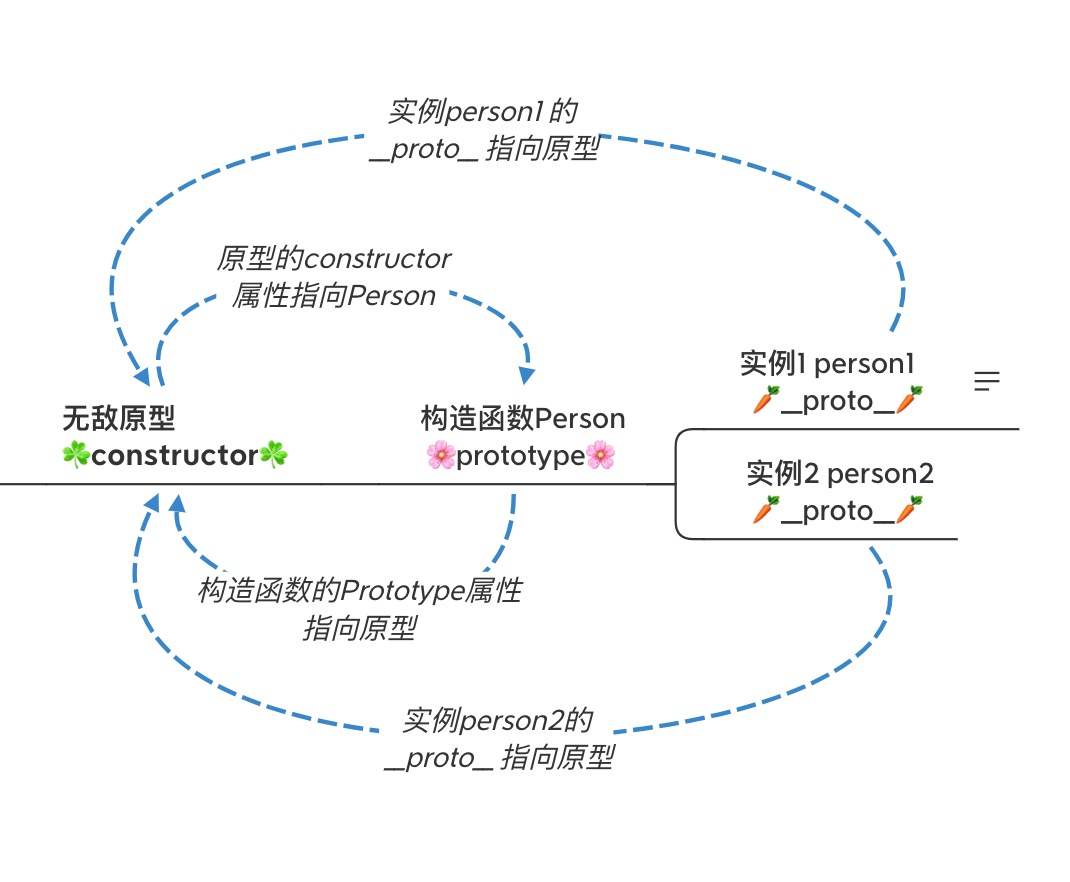 实例person1 的
__proto__ 指向原型
原型的constructor
属性指向Person
实例1 person1
🥕__proto__🥕
无敌原型
☘️constructor☘️
构造函数Person
🌸prototype🌸
实例2 person2
🥕__proto__🥕
构造函数的Prototype属性
指向原型
实例person2的
__proto__ 指向原型